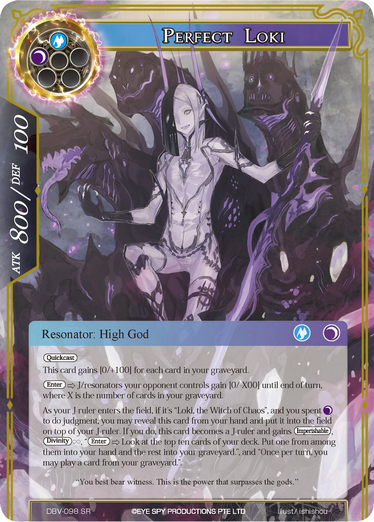 PERFECT LOKI
ATK 800/DEF 100
Resonator: High God
Quickcast
This card gains [0/+100] for each card in your graveyard.
Enter ⇨ J/resonators your opponent controls gain [0/-X00] until end of turn,
where X is the number of cards in your graveyard.
As your J-ruler enters the field, if it's "Loki, the Witch of Chaos", and you spent
to do judgment, you may reveal this card from your hand and put it into the field
on top of your J-ruler. If you do, this card becomes a J-ruler and gains Imperishable,
Divinity ∞, "Enter ⇨ Look at the top ten cards of your deck. Put one from among
them into your hand and the rest into your graveyard.", and "Once per turn, you
may play a card from your graveyard.".
"You best bear witness. This is the power that surpasses the gods."
DBV-098 SR
©EYE SPY PRODUCTIONS PTE LTD
Illust/ishishou